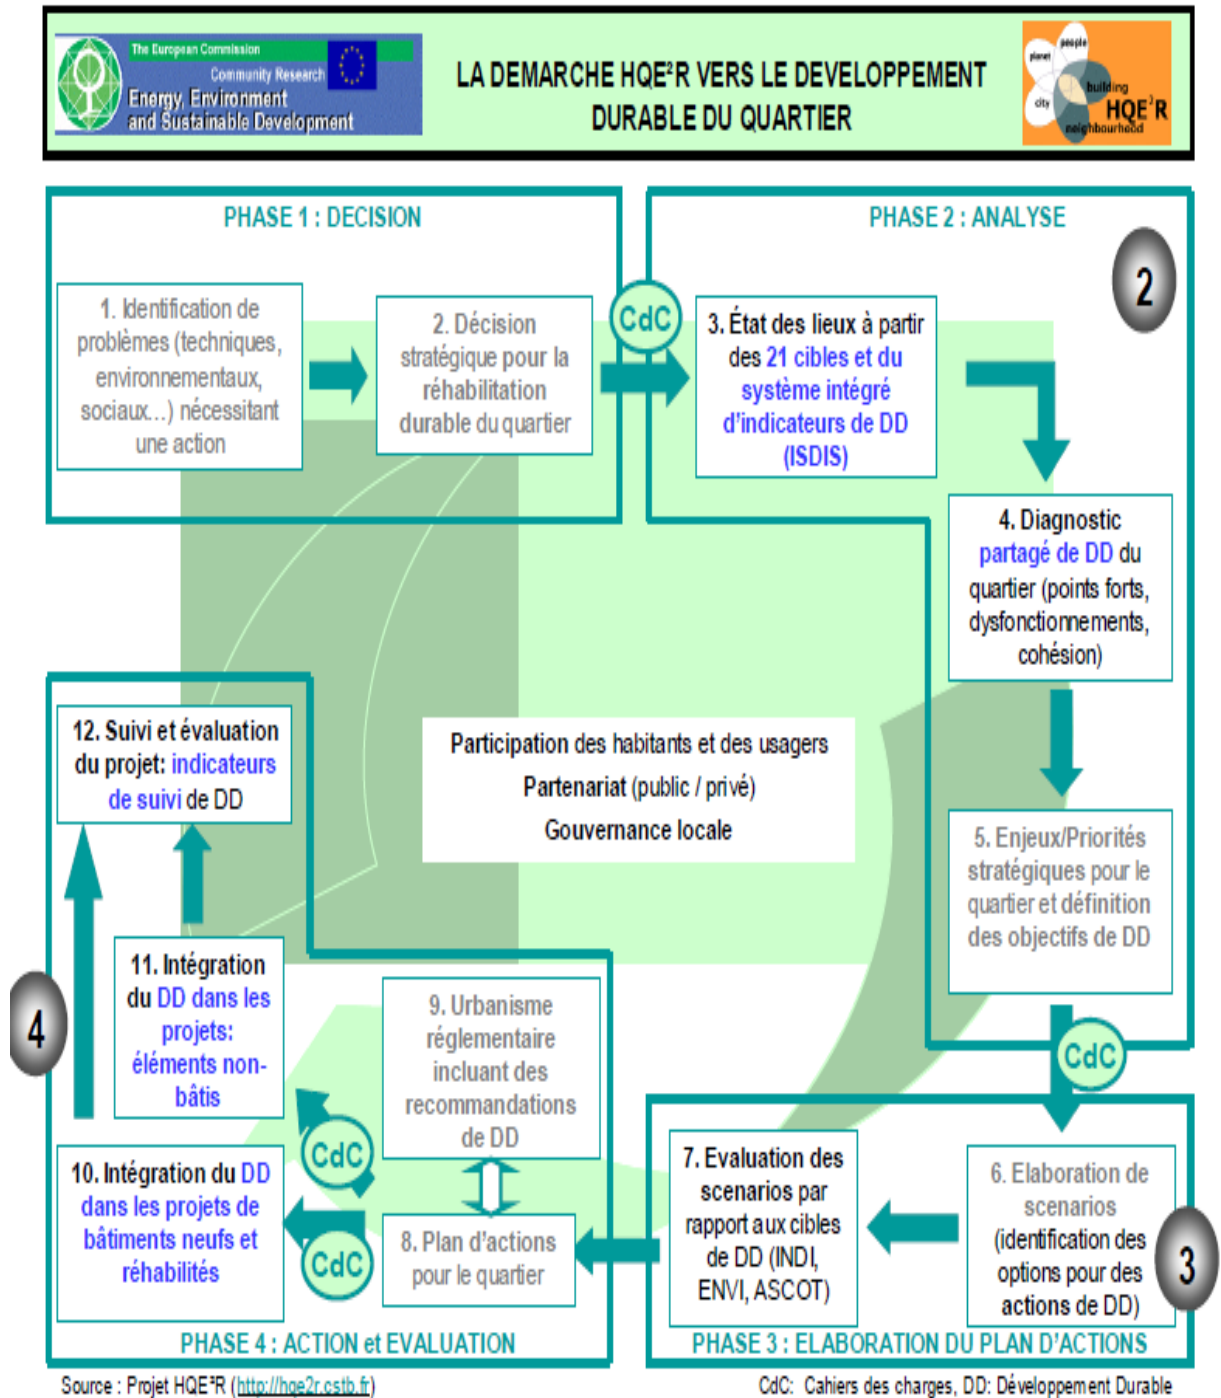 The European Commission
Community Research
Energy, Environment
and Sustainable Development
LA DEMARCHE HQE²R VERS LE DEVELOPPEMENT
DURABLE DU QUARTIER
people
planet
city
building
HQE²R
neighbourhood
PHASE 1 : DECISION
1. Identification de
problèmes (techniques,
environnementaux,
sociaux...) nécessitant
une action
2. Décision
stratégique pour la
réhabilitation
durable du quartier
CdC
PHASE 2 : ANALYSE
2
3. État des lieux à partir
des 21 cibles et du
système intégré
d'indicateurs de DD
(ISDIS)
4. Diagnostic
partagé de DD du
quartier (points forts,
dysfonctionnements,
cohésion)
5. Enjeux/Priorités
stratégiques pour le
quartier et définition
des objectifs de DD
CdC
Participation des habitants et des usagers
Partenariat (public / privé)
Gouvernance locale
6. Elaboration de
scenarios
(identification des
options pour des
actions de DD)
3
7. Evaluation des
scenarios par
rapport aux cibles
de DD (INDI,
ENVI, ASCOT)
PHASE 3 : ELABORATION DU PLAN D'ACTIONS
8. Plan d'actions
pour le quartier
9. Urbanisme
réglementaire
incluant des
recommandations
de DD
CdC
CdC
10. Intégration du DD
dans les projets de
bâtiments neufs et
réhabilités
11. Intégration
du DD dans les
projets:
éléments non-
bâtis
12. Suivi et évaluation
du projet: indicateurs
de suivi de DD
4
PHASE 4 : ACTION et EVALUATION
Source : Projet HQE²R (http://hqe2r.cstb.fr)
CdC: Cahiers des charges, DD: Développement Durable